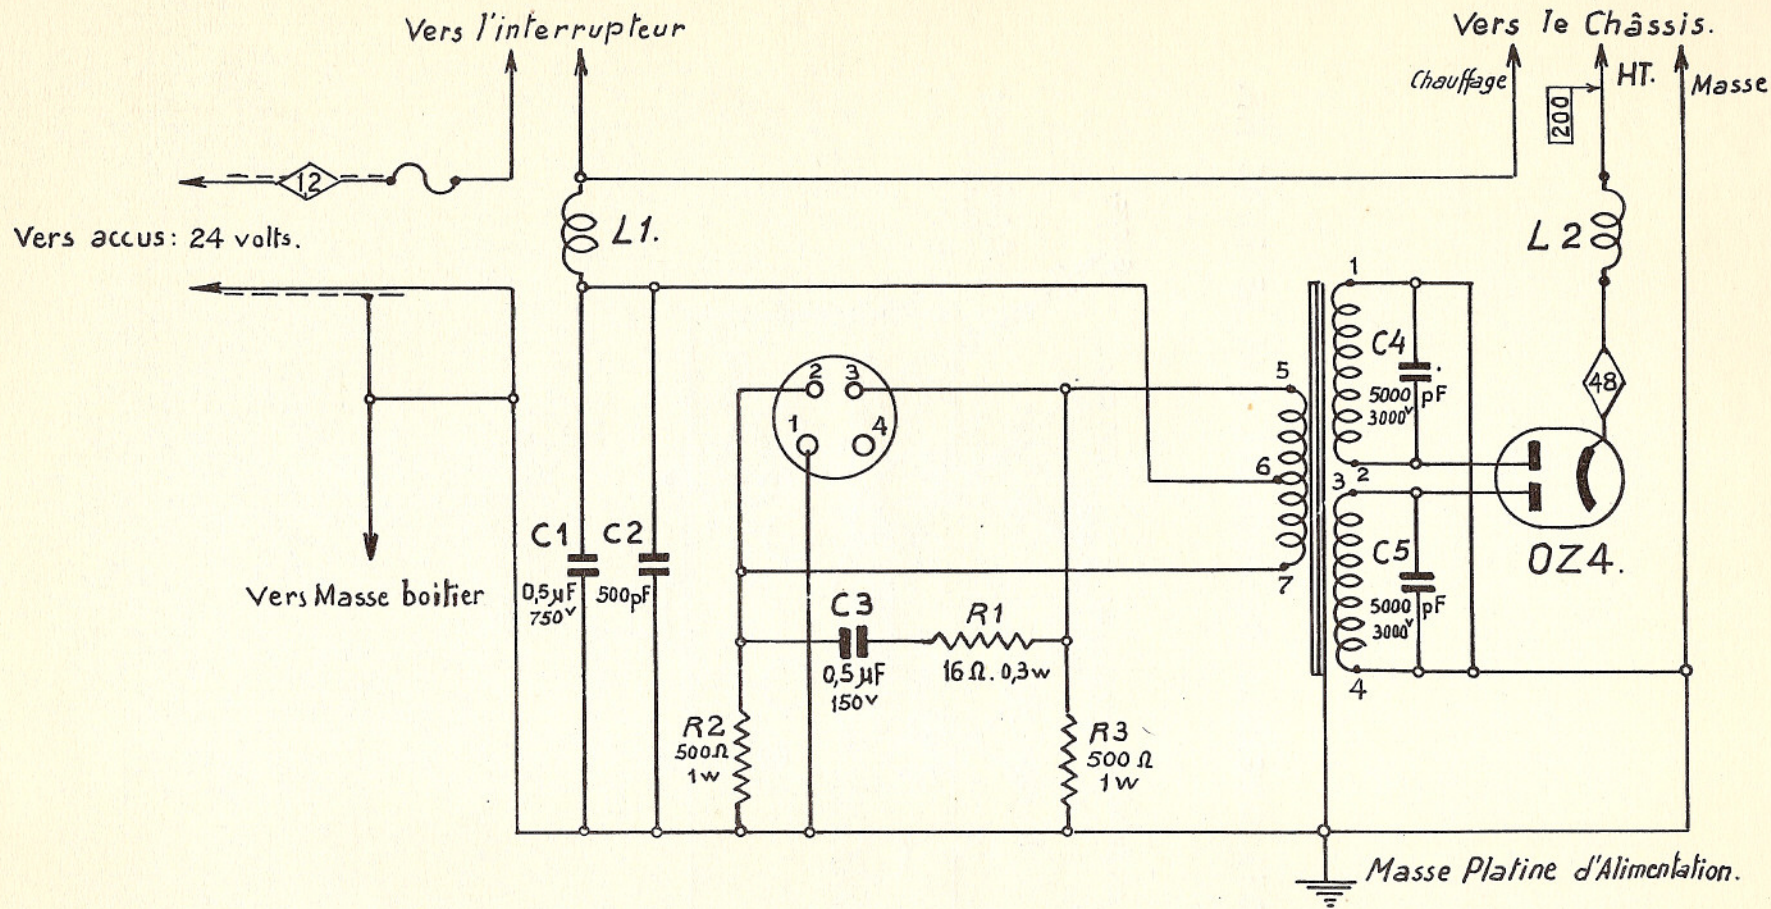 Vers l'interrupteur
Vers le Châssis.
Chauffage
HT.
Masse
200
12
Vers accus: 24 volts.
L1.
L2
1
C4
5000 pF
3000v
48
5
2 3
1 4
6
3 2
C1 C2
0,5µF
750v
500pF
C5
5000 pF
3000v
OZ4.
7
Vers Masse boitier
C3
0,5µF
150v
R1
16Ω. 0,3w
4
R2
500Ω
1w
R3
500Ω
1w
Masse Platine d'Alimentation.